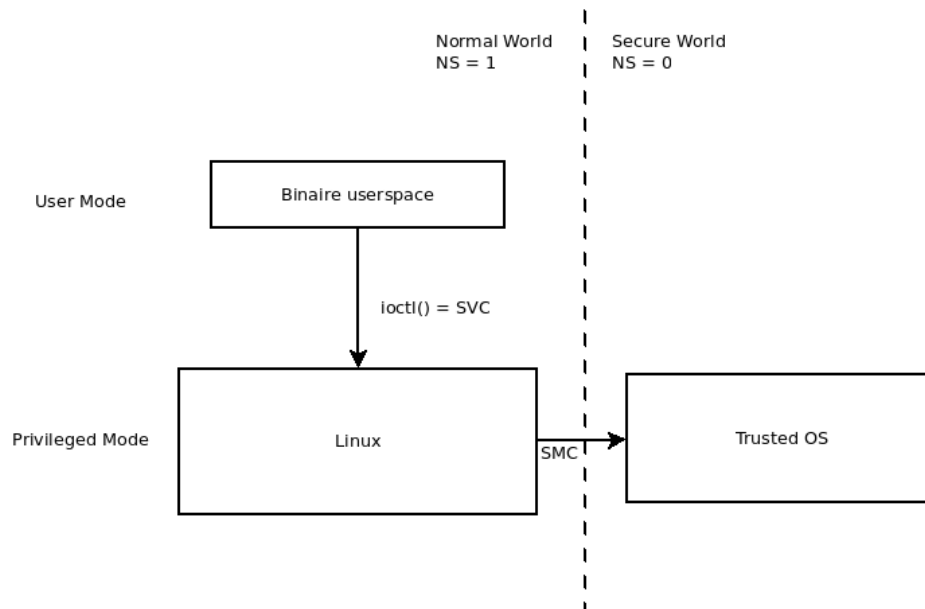 Normal World
NS = 1
Secure World
NS = 0
Binaire userspace
User Mode
ioctl() = SVC
Privileged Mode
Linux
SMC
Trusted OS